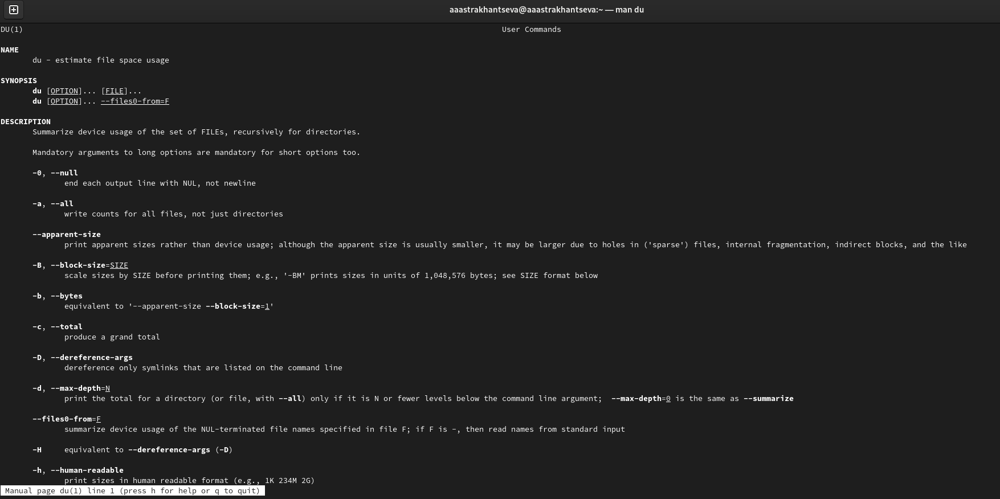 aaastrakhantseva@aaastrakhantseva:~ — man du
DU(1) User Commands
NAME
du - estimate file space usage
SYNOPSIS
du [OPTION]... [FILE]...
du [OPTION]... --files0-from=F
DESCRIPTION
Summarize device usage of the set of FILEs, recursively for directories.
Mandatory arguments to long options are mandatory for short options too.
-0, --null
end each output line with NUL, not newline
-a, --all
write counts for all files, not just directories
--apparent-size
print apparent sizes rather than device usage; although the apparent size is usually smaller, it may be larger due to holes in ('sparse') files, internal fragmentation, indirect blocks, and the like
-B, --block-size=SIZE
scale sizes by SIZE before printing them; e.g., '-BM' prints sizes in units of 1,048,576 bytes; see SIZE format below
-b, --bytes
equivalent to '--apparent-size --block-size=1'
-c, --total
produce a grand total
-D, --dereference-args
dereference only symlinks that are listed on the command line
-d, --max-depth=N
print the total for a directory (or file, with --all) only if it is N or fewer levels below the command line argument;  --max-depth=0 is the same as --summarize
--files0-from=F
summarize device usage of the NUL-terminated file names specified in file F; if F is -, then read names from standard input
-H equivalent to --dereference-args (-D)
-h, --human-readable
print sizes in human readable format (e.g., 1K 234M 2G)
Manual page du(1) line 1 (press h for help or q to quit)